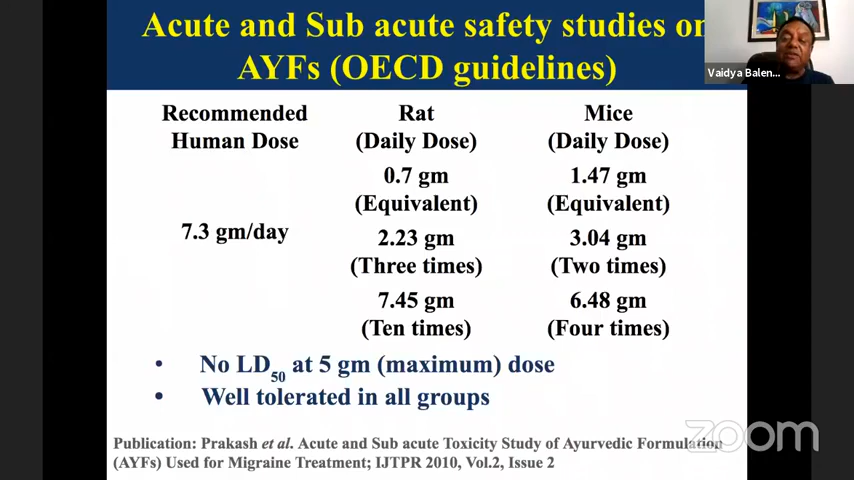 Acute and Sub acute safety studies on
AYFs (OECD guidelines)
Vaidya Balen...
Recommended Human Dose
Rat (Daily Dose)
Mice (Daily Dose)
7.3 gm/day
0.7 gm (Equivalent)
1.47 gm (Equivalent)
2.23 gm (Three times)
3.04 gm (Two times)
7.45 gm (Ten times)
6.48 gm (Four times)
• No LD50 at 5 gm (maximum) dose
• Well tolerated in all groups
Publication: Prakash et al. Acute and Sub acute Toxicity Study of Ayurvedic Formulation
(AYFs) Used for Migraine Treatment; IJTPR 2010, Vol.2, Issue 2
zoom